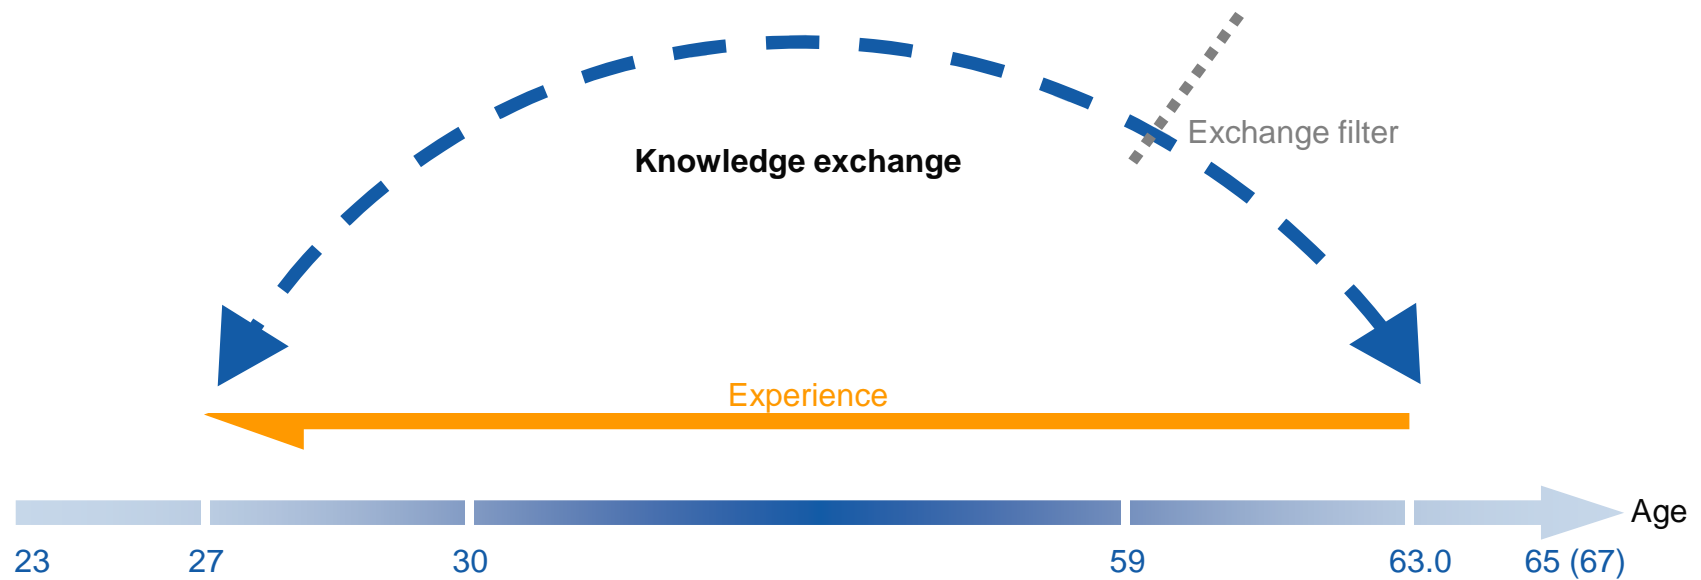 Exchange filter
Knowledge exchange
Experience
Age
23 27 30 59 63.0 65 (67)